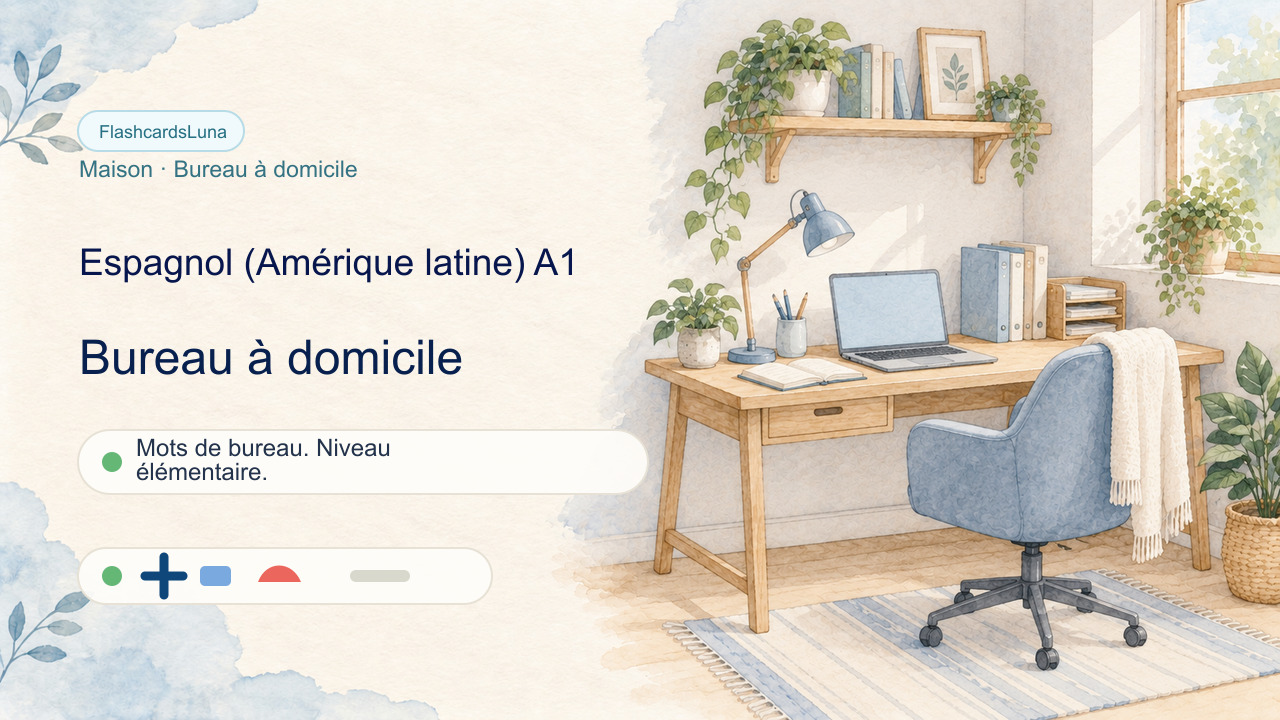 FlashcardsLuna
Maison · Bureau à domicile
Espagnol (Amérique latine) A1
Bureau à domicile
Mots de bureau. Niveau
élémentaire.